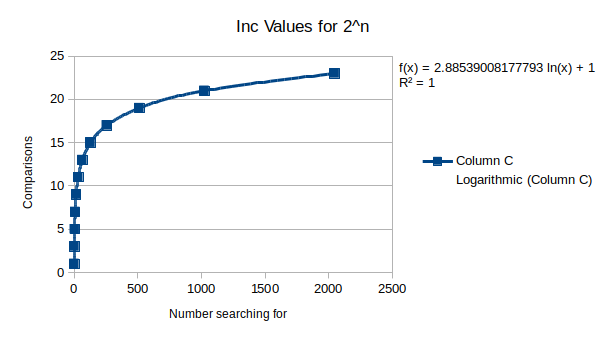 Inc Values for 2^n
25
20
15
10
5
0
0 500 1000 1500 2000 2500
Comparisons
Number searching for
f(x) = 2.88539008177793 ln(x) + 1
R² = 1
Column C
Logarithmic (Column C)